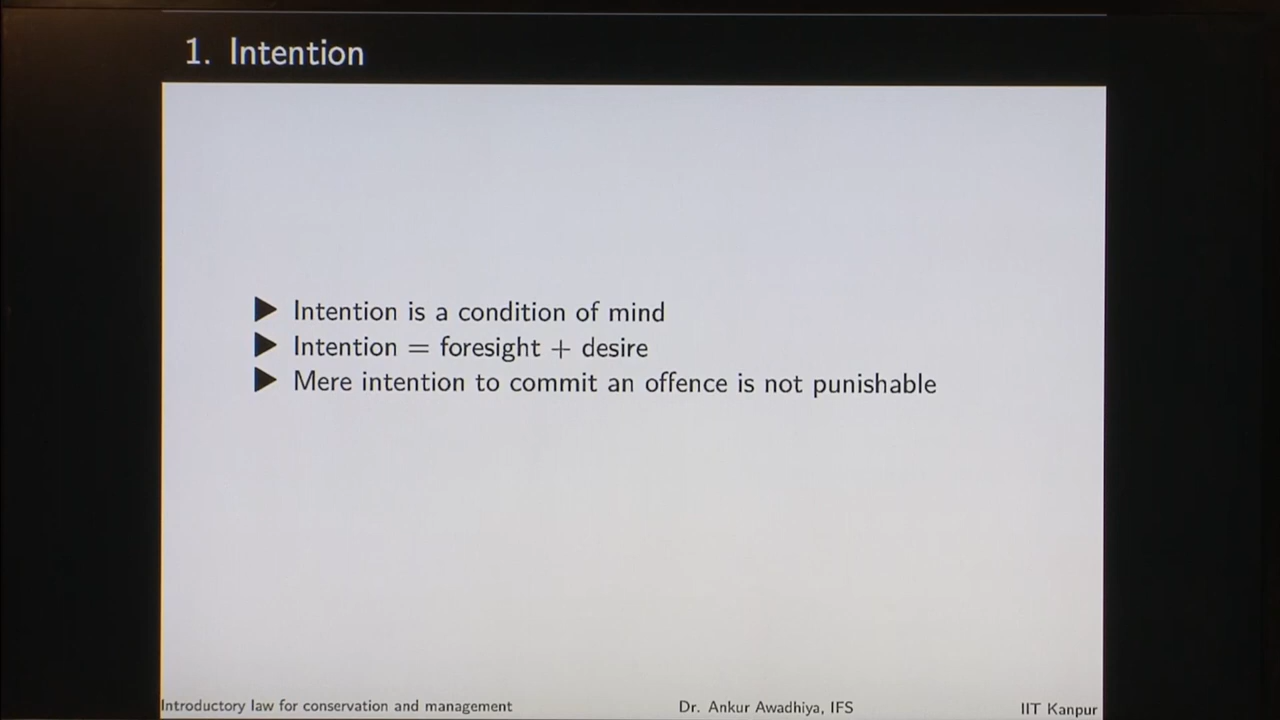 1. Intention
▶ Intention is a condition of mind
▶ Intention = foresight + desire
▶ Mere intention to commit an offence is not punishable
Introductory law for conservation and management Dr. Ankur Awadhiya, IFS IIT Kanpur